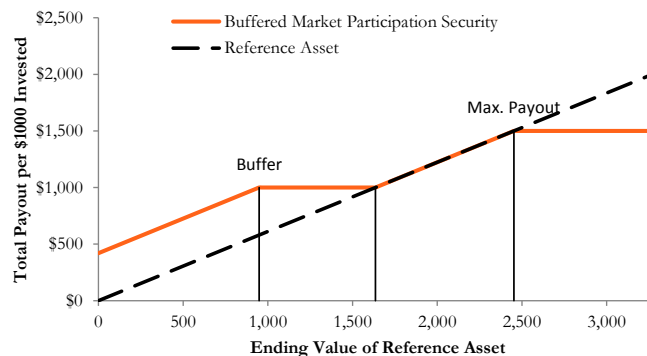 Buffered Market Participation Security
Reference Asset
Total Payout per $1000 Invested
$2,500
$2,000
$1,500
$1,000
$500
$0
Max. Payout
Buffer
0
500
1,000
1,500
2,000
2,500
3,000
Ending Value of Reference Asset